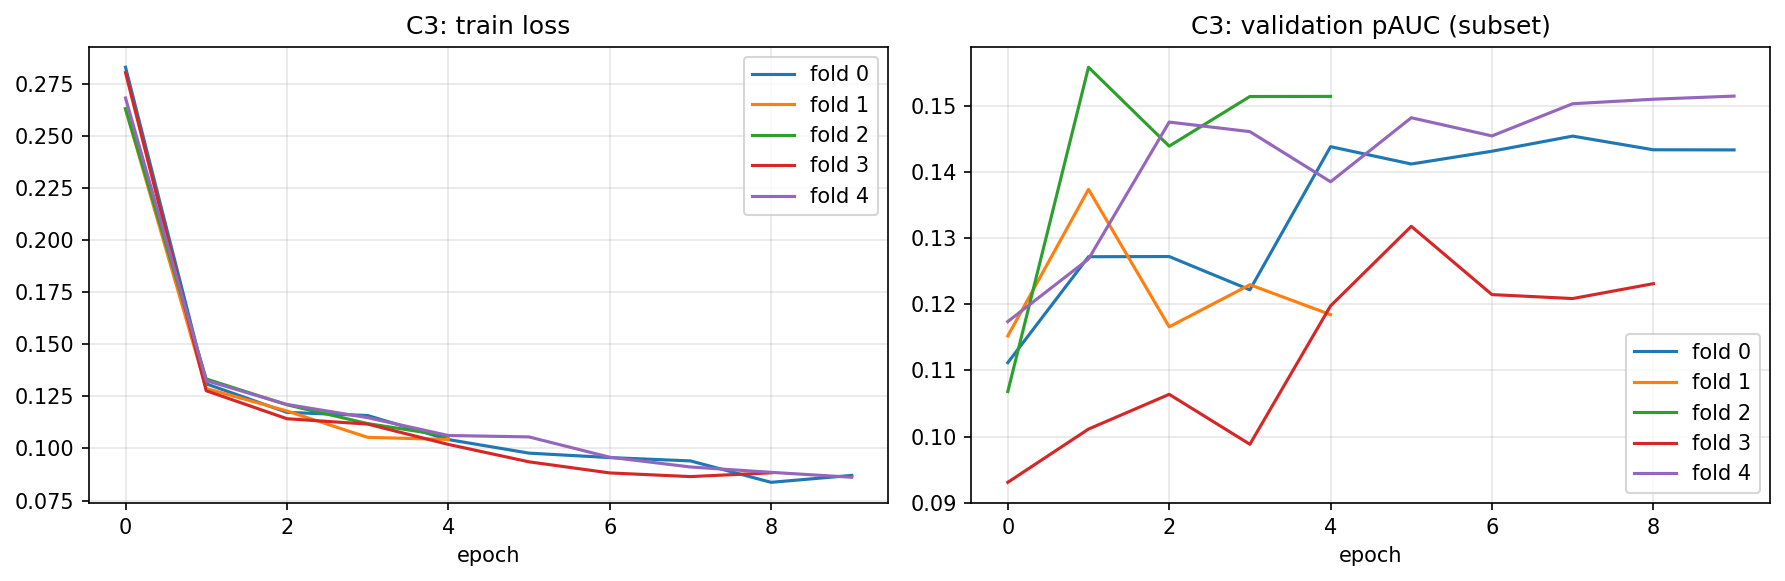 C3: train loss
0.275
0.250
0.225
0.200
0.175
0.150
0.125
0.100
0.075
0
2
4
6
8
epoch
fold 0
fold 1
fold 2
fold 3
fold 4
C3: validation pAUC (subset)
0.15
0.14
0.13
0.12
0.11
0.10
0.09
0
2
4
6
8
epoch
fold 0
fold 1
fold 2
fold 3
fold 4